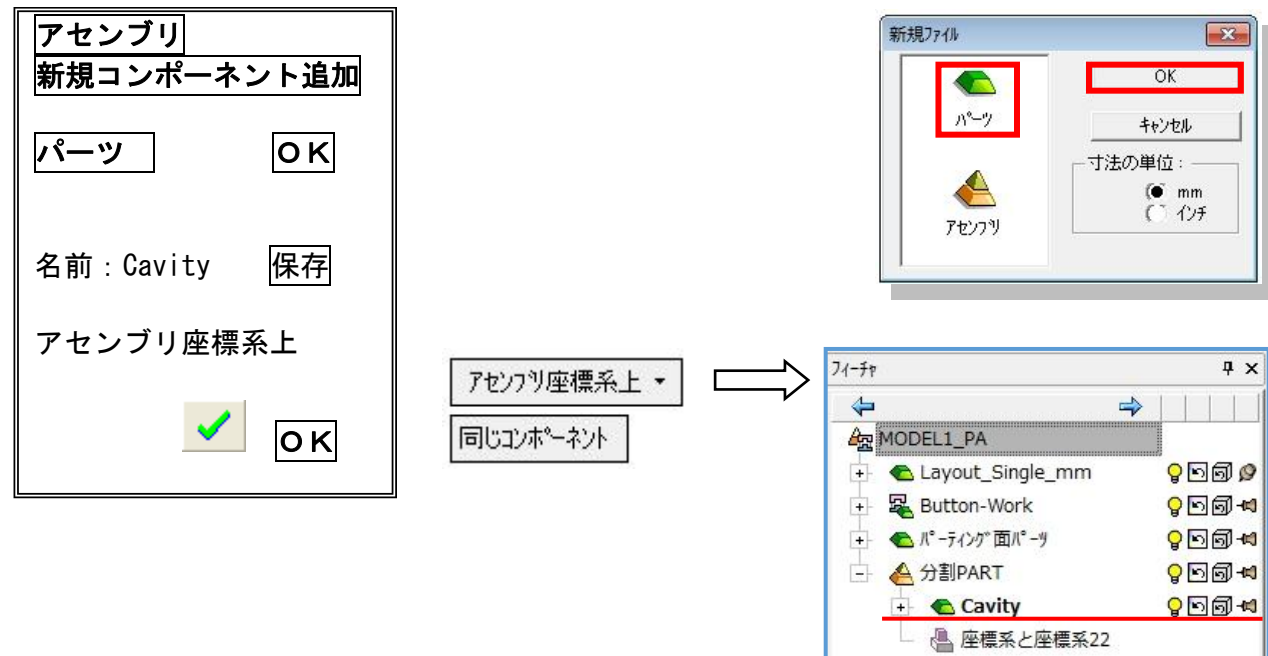 アセンブリ
新規コンポーネント追加
パーツ ＯＫ
名前：Cavity 保存
アセンブリ座標系上
ＯＫ
新規ファイル
パーツ
アセンブリ
OK
キャンセル
寸法の単位：
mm
インチ
アセンブリ座標系上
同じコンポーネント
フィーチャ
MODEL1_PA
Layout_Single_mm
Button-Work
パーティング面パーツ
分割PART
Cavity
座標系と座標系22